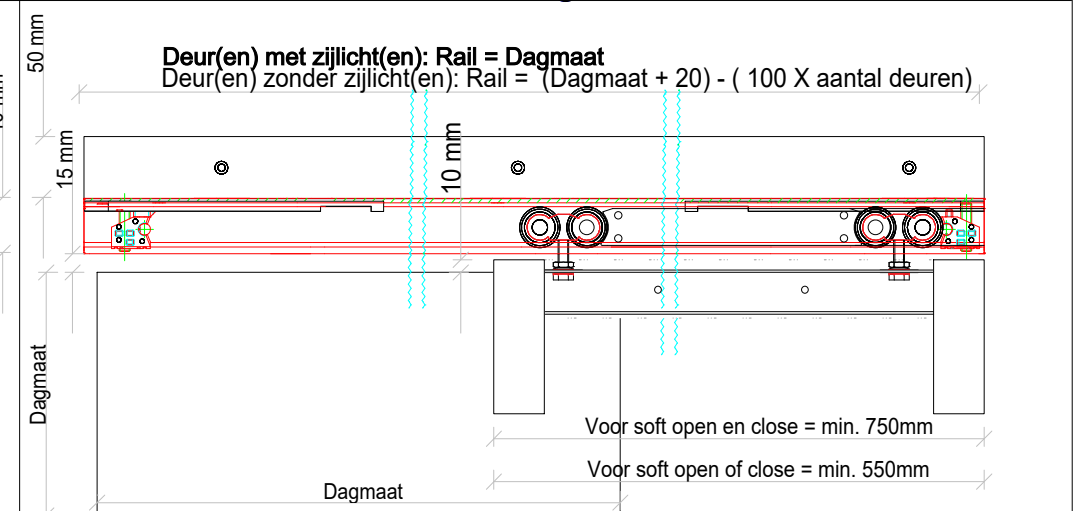 50 mm
Deur(en) met zijlicht(en): Rail = Dagmaat
Deur(en) zonder zijlicht(en): Rail = (Dagmaat + 20) - ( 100 X aantal deuren)
15 mm
10 mm
Dagmaat
Voor soft open en close = min. 750mm
Voor soft open of close = min. 550mm
Dagmaat